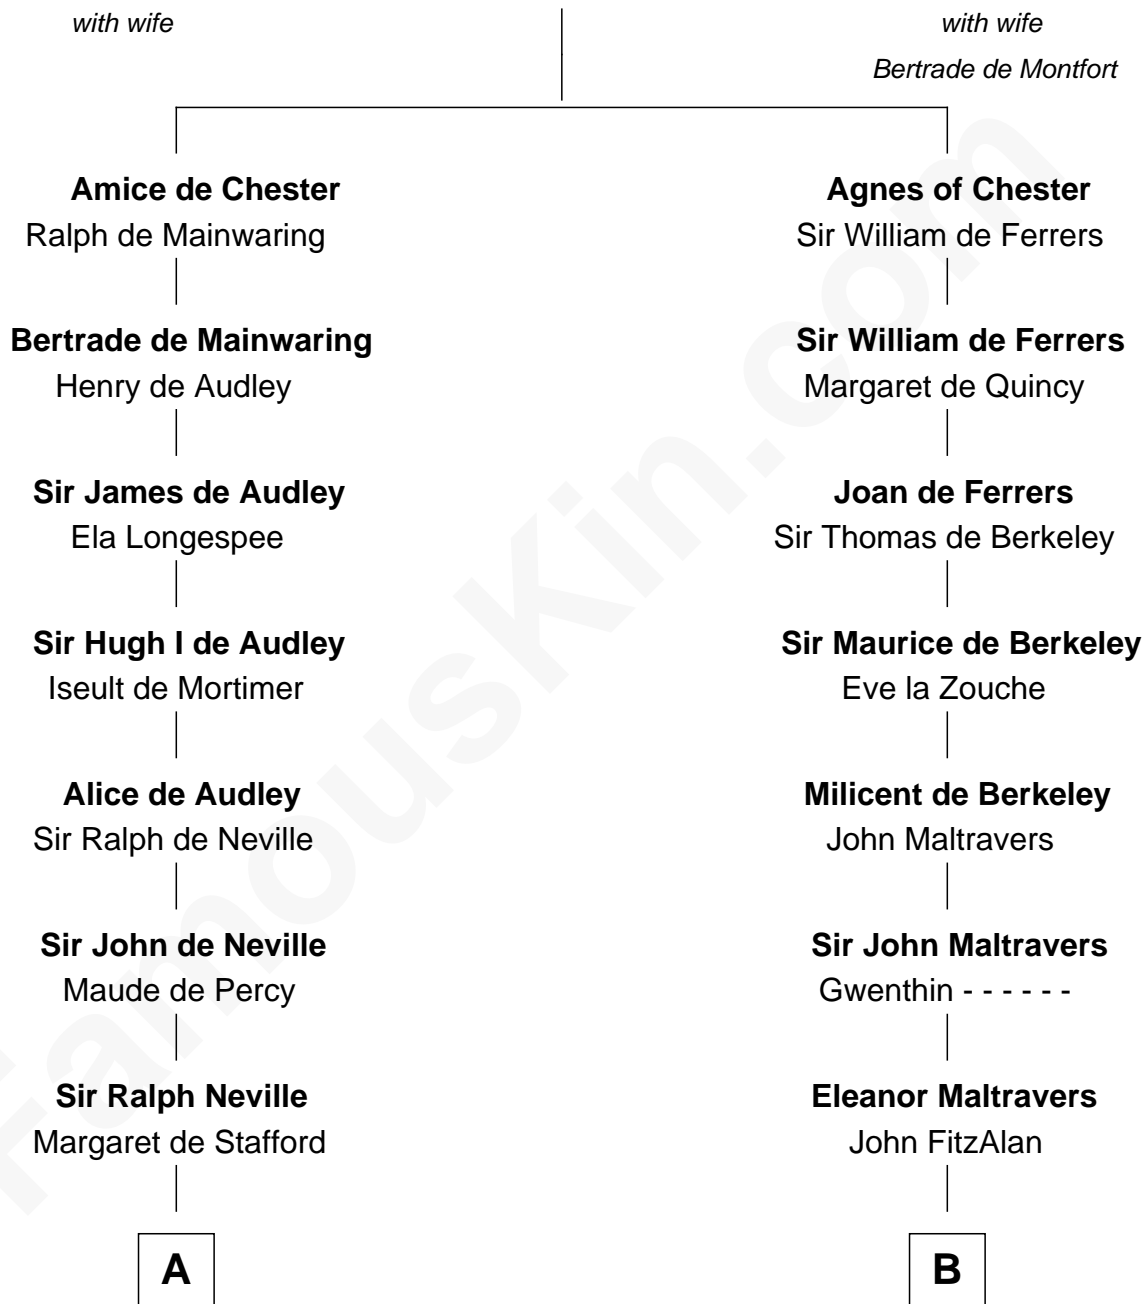 with wife
with wife
Bertrade de Montfort
Amice de Chester
Ralph de Mainwaring
Agnes of Chester
Sir William de Ferrers
Bertrade de Mainwaring
Henry de Audley
Sir William de Ferrers
Margaret de Quincy
Sir James de Audley
Ela Longespee
Joan de Ferrers
Sir Thomas de Berkeley
Sir Hugh I de Audley
Iseult de Mortimer
Sir Maurice de Berkeley
Eve la Zouche
Alice de Audley
Sir Ralph de Neville
Milicent de Berkeley
John Maltravers
Sir John de Neville
Maude de Percy
Sir John Maltravers
Gwenthin - - - - - -
Sir Ralph Neville
Margaret de Stafford
Eleanor Maltravers
John FitzAlan
A
B
FamousKin.com